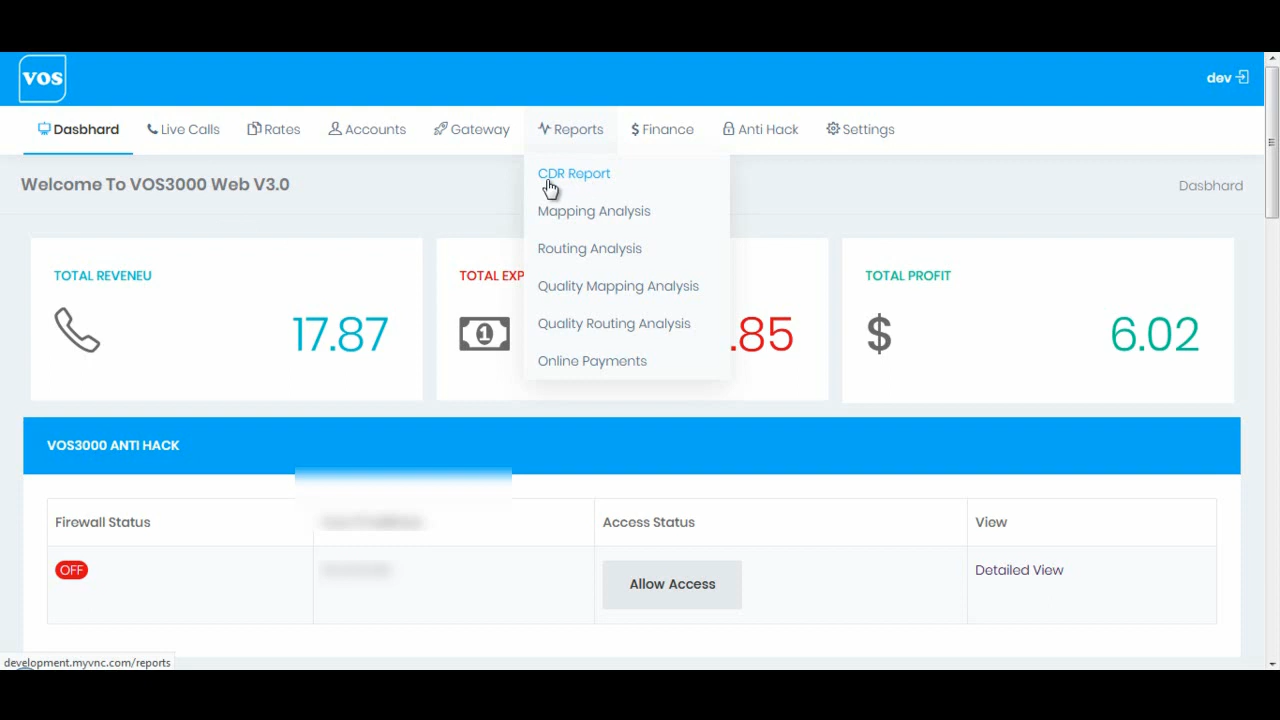 VOS
dev
Dasbhard Live Calls Rates Accounts Gateway Reports $ Finance Anti Hack Settings
Welcome To VOS3000 Web V3.0
Dasbhard
CDR Report
Mapping Analysis
Routing Analysis
Quality Mapping Analysis
Quality Routing Analysis
Online Payments
TOTAL REVENEU
17.87
TOTAL EXP
1
.85
TOTAL PROFIT
$
6.02
VOS3000 ANTI HACK
Firewall Status Access Status View
OFF Allow Access Detailed View
development.myvnc.com/reports